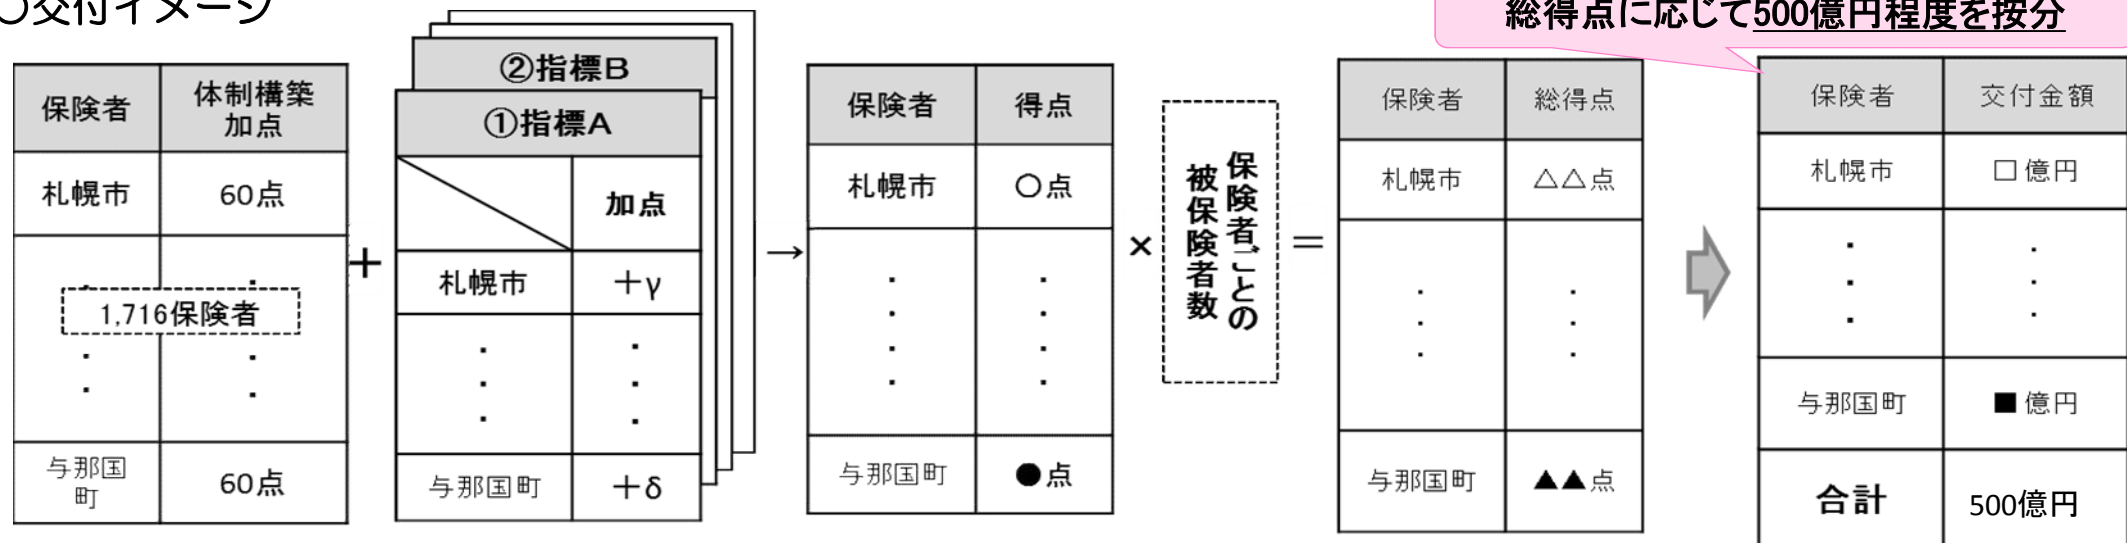 〇交付イメージ
総得点に応じて500億円程度を按分
保険者 体制構築
加点
札幌市 60点
1,716保険者
与那国
町 60点
+
②指標B
①指標A
加点
札幌市 +γ
与那国町 +δ
→
保険者 得点
札幌市 〇点
与那国町 ●点
×
保険者ごとの
被保険者数
=
保険者 総得点
札幌市 △△点
与那国町 ▲▲点
保険者 交付金額
札幌市 □億円
与那国町 ■億円
合計 500億円